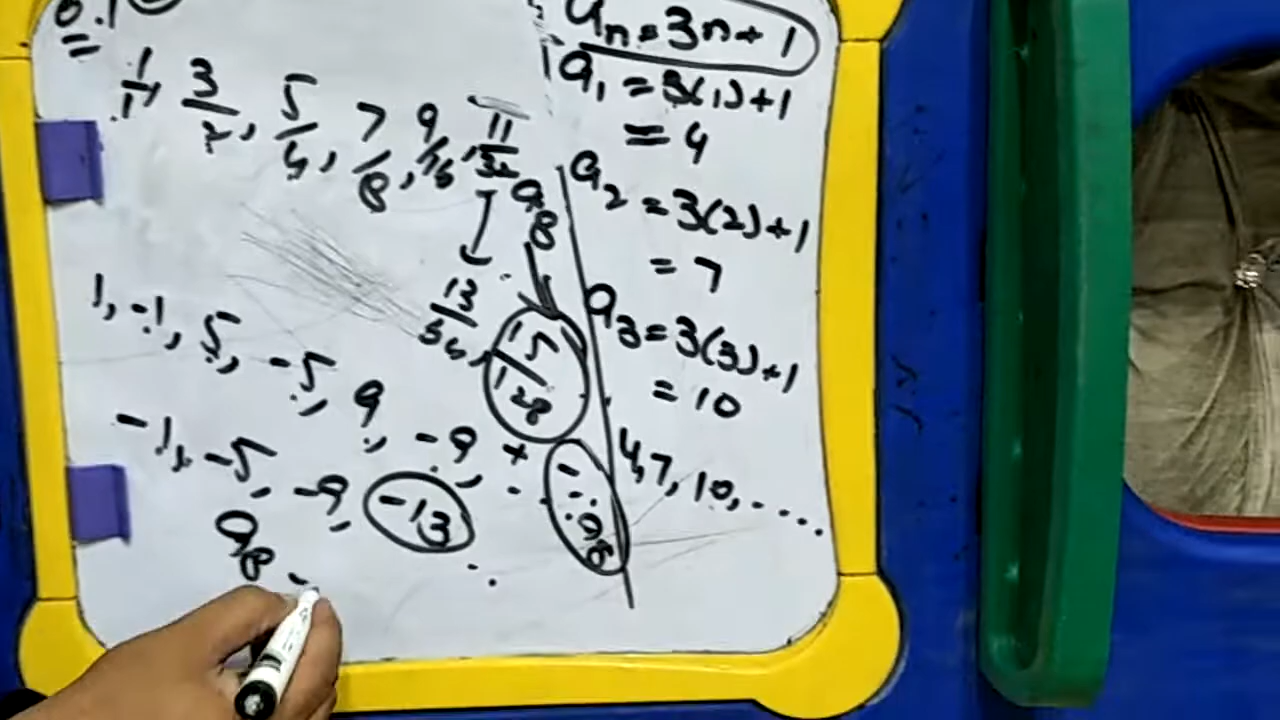 1/1, 3/2, 5/4, 7/8, 9/16, 11/32
a8
13/64, 15/128
1, -1, 5, -5, 9, -9, + - ... a8
-1, -5, -9, -13 ...
a8 -
an = 3n + 1
a1 = 3(1) + 1
= 4
a2 = 3(2) + 1
= 7
a3 = 3(3) + 1
= 10
4, 7, 10, .....